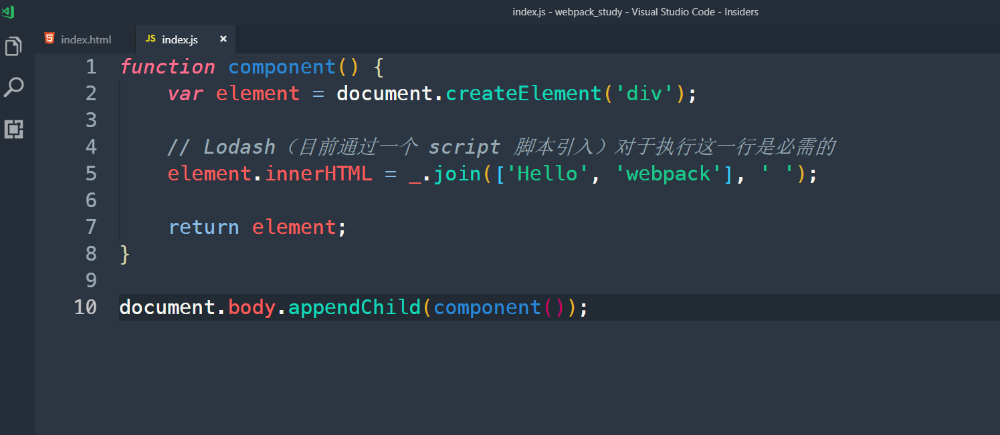 index.js - webpack_study - Visual Studio Code - Insiders
index.html
JS index.js ×
1 function component() {
2     var element = document.createElement('div');
3
4     // Lodash（目前通过一个 script 脚本引入）对于执行这一行是必需的
5     element.innerHTML = _.join(['Hello', 'webpack'], ' ');
6
7     return element;
8 }
9
10 document.body.appendChild(component());